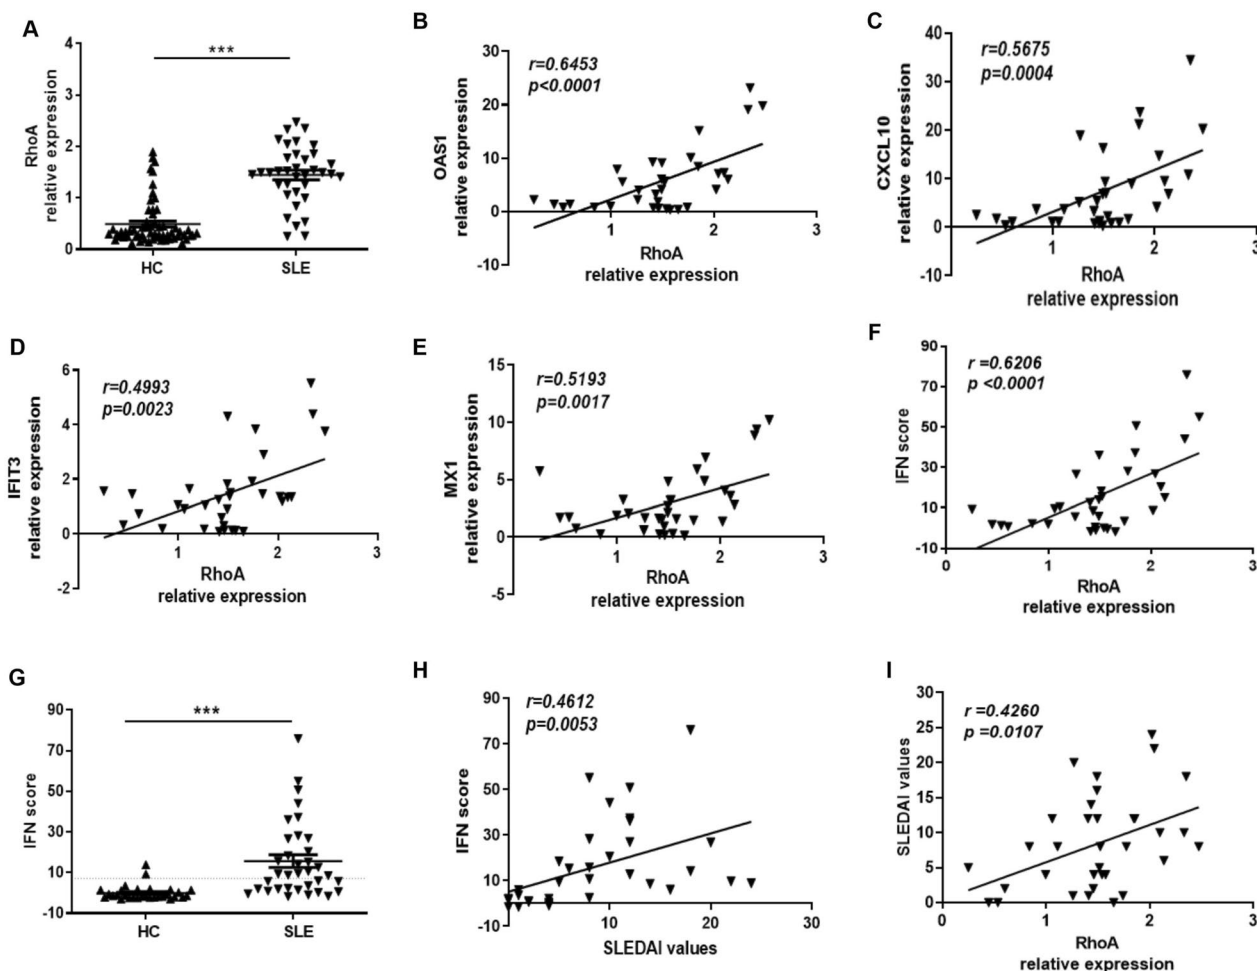 A
RhoA
relative expression
4
3
2
1
0
***
HC
SLE
B
OAS1
relative expression
30
20
10
0
-10
r=0.6453
p<0.0001
1
2
3
RhoA
relative expression
C
CXCL10
relative expression
40
30
20
10
0
-10
r=0.5675
p=0.0004
1
2
3
RhoA
relative expression
D
IFIT3
relative expression
6
4
2
0
-2
r=0.4993
p=0.0023
1
2
3
RhoA
relative expression
E
MX1
relative expression
15
10
5
0
-5
r=0.5193
p=0.0017
1
2
3
RhoA
relative expression
F
IFN score
90
70
50
30
10
-10
r =0.6206
p <0.0001
0
1
2
3
RhoA
relative expression
G
IFN score
90
70
50
30
10
-10
***
HC
SLE
H
IFN score
90
70
50
30
10
-10
r=0.4612
p=0.0053
10
20
30
SLEDAI values
I
SLEDAI values
30
25
20
15
10
5
0
r =0.4260
p =0.0107
0
1
2
3
RhoA
relative expression